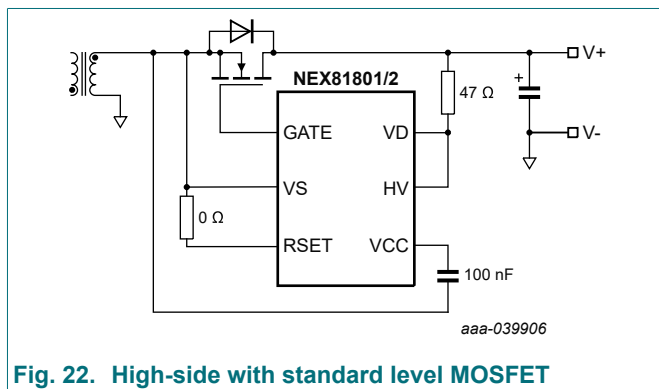 V+
NEX81801/2
47 Ω
+
GATE
VD
V-
VS
HV
0 Ω
RSET
VCC
100 nF
aaa-039906
Fig. 22. High-side with standard level MOSFET